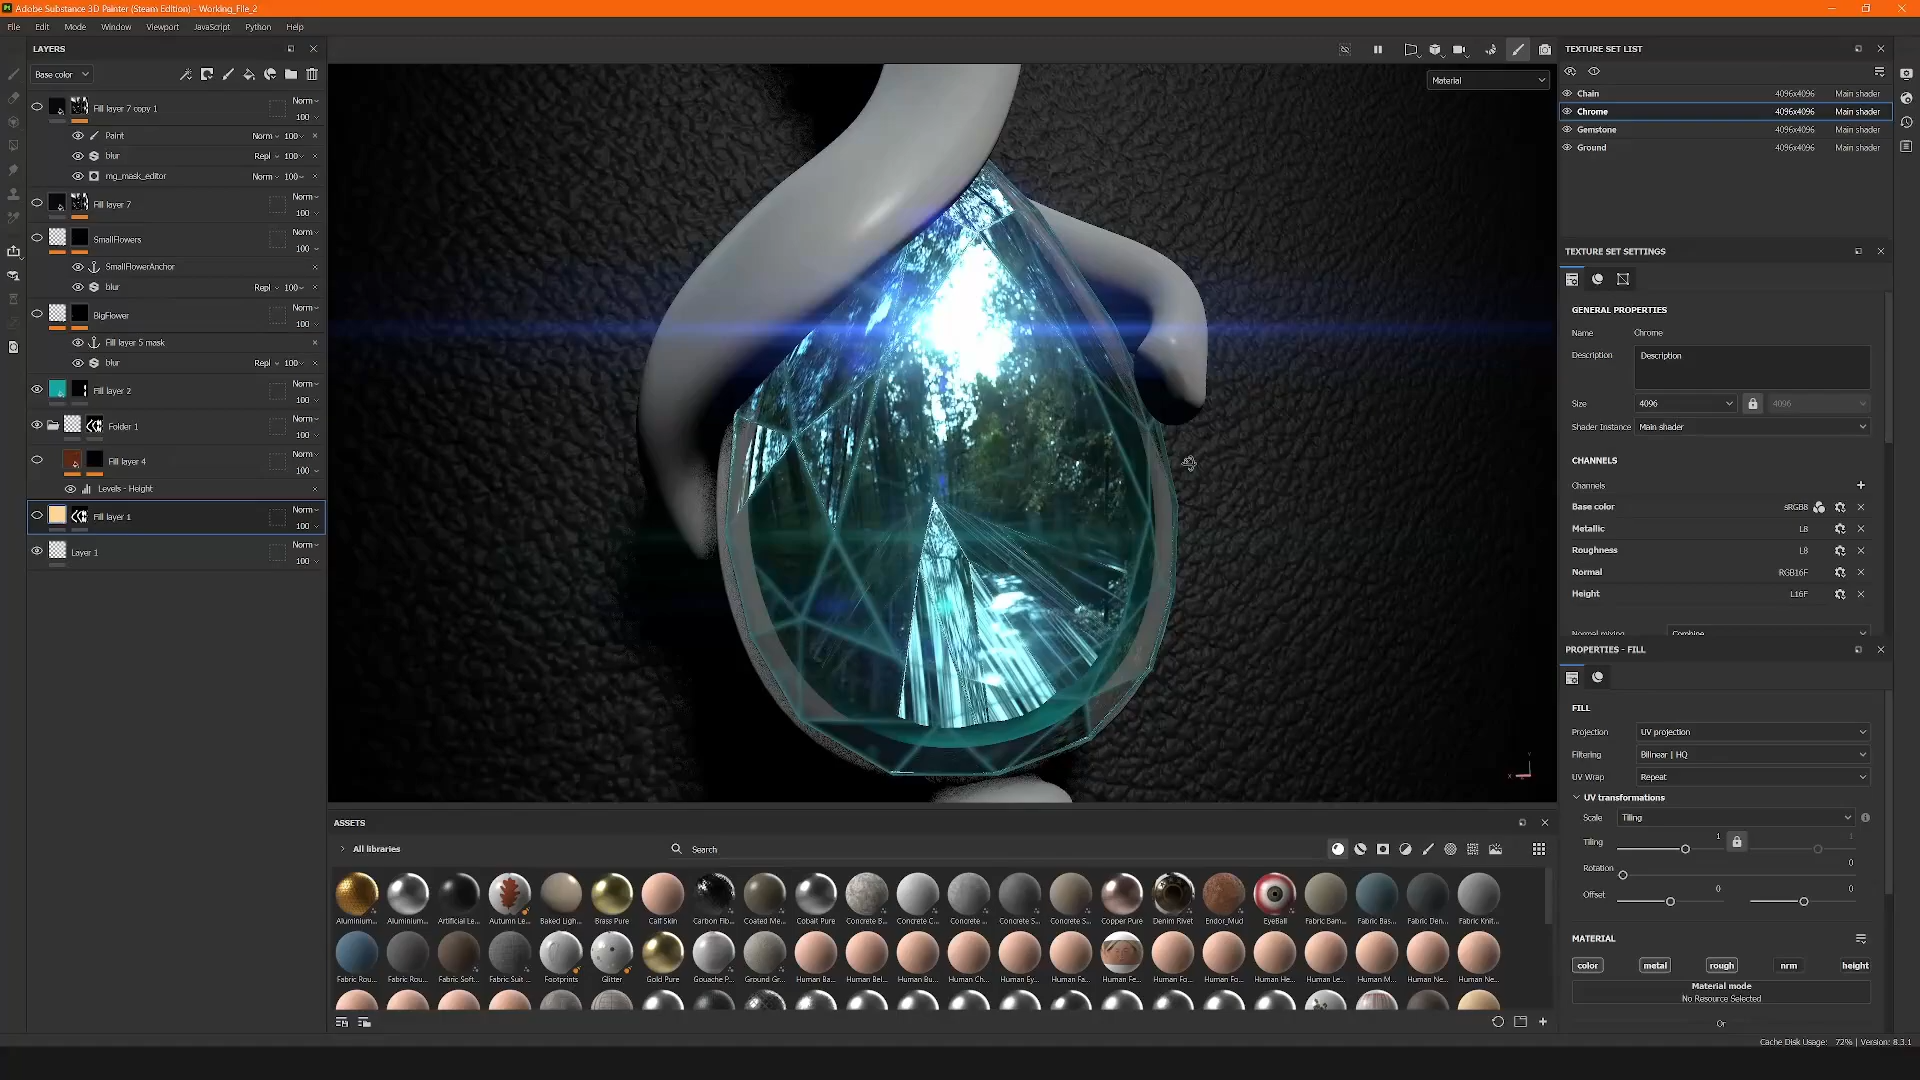 Adobe Substance 3D Painter (Steam Edition) - Working_File_2
File Edit Mode Window Viewport JavaScript Python Help
LAYERS
Base color
Fill layer 7 copy 1 Norm 100
Paint Norm 100
blur Repl 100
mg_mask_editor Norm 100
Fill layer 7 Norm 100
SmallFlowers Norm 100
SmallFlowerAnchor
blur Repl 100
BigFlower Norm 100
Fill layer 5 mask
blur Repl 100
Fill layer 2 Norm 100
Folder 1 Norm 100
Fill layer 4 Norm 100
Levels - Height
Fill layer 1 Norm 100
Layer 1 Norm 100
Material
ASSETS
All libraries
Search
Aluminium... Aluminium... Artificial Le... Autumn Le... Baked Ligh... Brass Pure Calf Skin Carbon Fib... Coated Me... Cobalt Pure Concrete B... Concrete C... Concrete ... Concrete S... Concrete S... Copper Pure Denim Rivet Endor_Mud EyeBall Fabric Bam... Fabric Bas... Fabric Den... Fabric Knit...
Fabric Rou... Fabric Rou... Fabric Soft... Fabric Suit ... Footprints Glitter Gold Pure Gouache P... Ground Gr... Human Ba... Human Bel... Human Bu... Human Ch... Human Ey... Human Fa... Human Fe... Human Fo... Human Fo... Human He... Human Le... Human M... Human Ne... Human Ne...
TEXTURE SET LIST
Chain 4096x4096 Main shader
Chrome 4096x4096 Main shader
Gemstone 4096x4096 Main shader
Ground 4096x4096 Main shader
TEXTURE SET SETTINGS
GENERAL PROPERTIES
Name Chrome
Description Description
Size 4096 4096
Shader Instance Main shader
CHANNELS
Channels
Base color sRGB8
Metallic L8
Roughness L8
Normal RGB16F
Height L16F
Normal mixing Combine
PROPERTIES - FILL
FILL
Projection UV projection
Filtering Bilinear | HQ
UV Wrap Repeat
UV transformations
Scale Tiling
Tiling 1 1
Rotation 0
Offset 0 0
MATERIAL
color metal rough nrm height
Material mode
No Resource Selected
Or
Cache Disk Usage: 72% | Version: 8.3.1